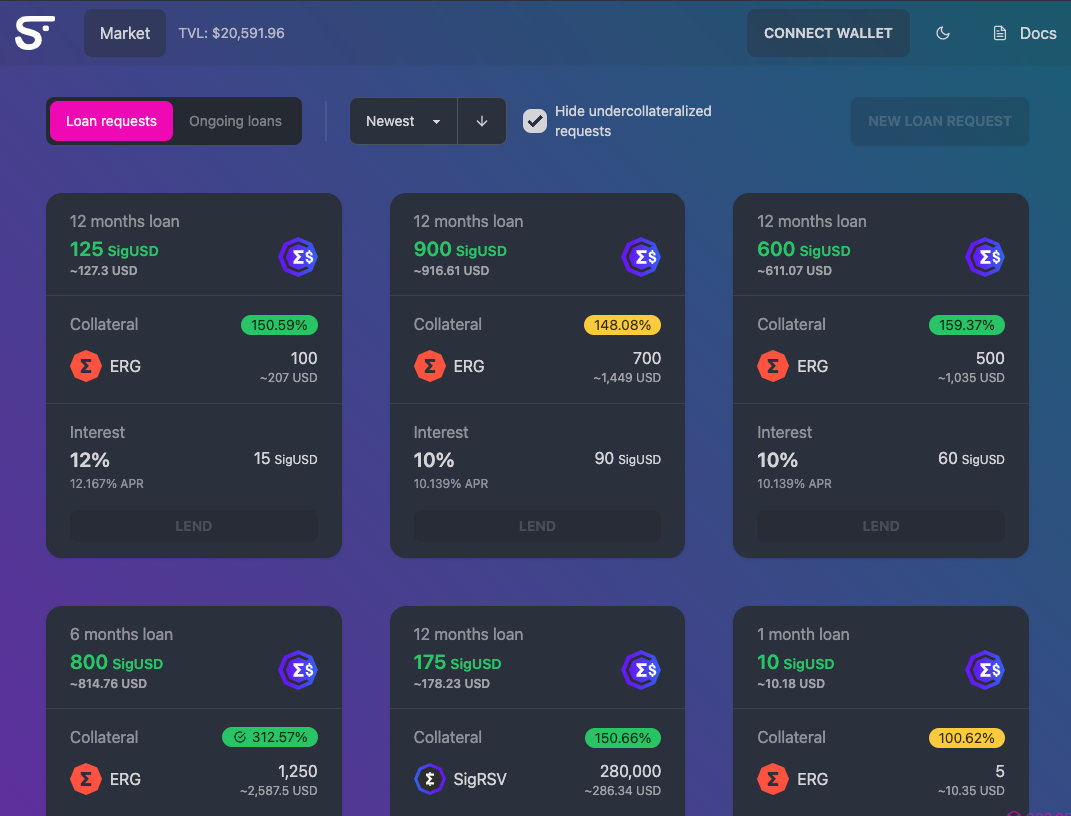 Market
TVL: $20,591.96
CONNECT WALLET
Docs
Loan requests
Ongoing loans
Newest
Hide undercollateralized
requests
NEW LOAN REQUEST
12 months loan
125 SigUSD
~127.3 USD
Collateral
150.59%
ERG
100
~207 USD
Interest
12%
15 SigUSD
12.167% APR
LEND
12 months loan
900 SigUSD
~916.61 USD
Collateral
148.08%
ERG
700
~1,449 USD
Interest
10%
90 SigUSD
10.139% APR
LEND
12 months loan
600 SigUSD
~611.07 USD
Collateral
159.37%
ERG
500
~1,035 USD
Interest
10%
60 SigUSD
10.139% APR
LEND
6 months loan
800 SigUSD
~814.76 USD
Collateral
312.57%
ERG
1,250
~2,587.5 USD
12 months loan
175 SigUSD
~178.23 USD
Collateral
150.66%
SigRSV
280,000
~286.34 USD
1 month loan
10 SigUSD
~10.18 USD
Collateral
100.62%
ERG
5
~10.35 USD